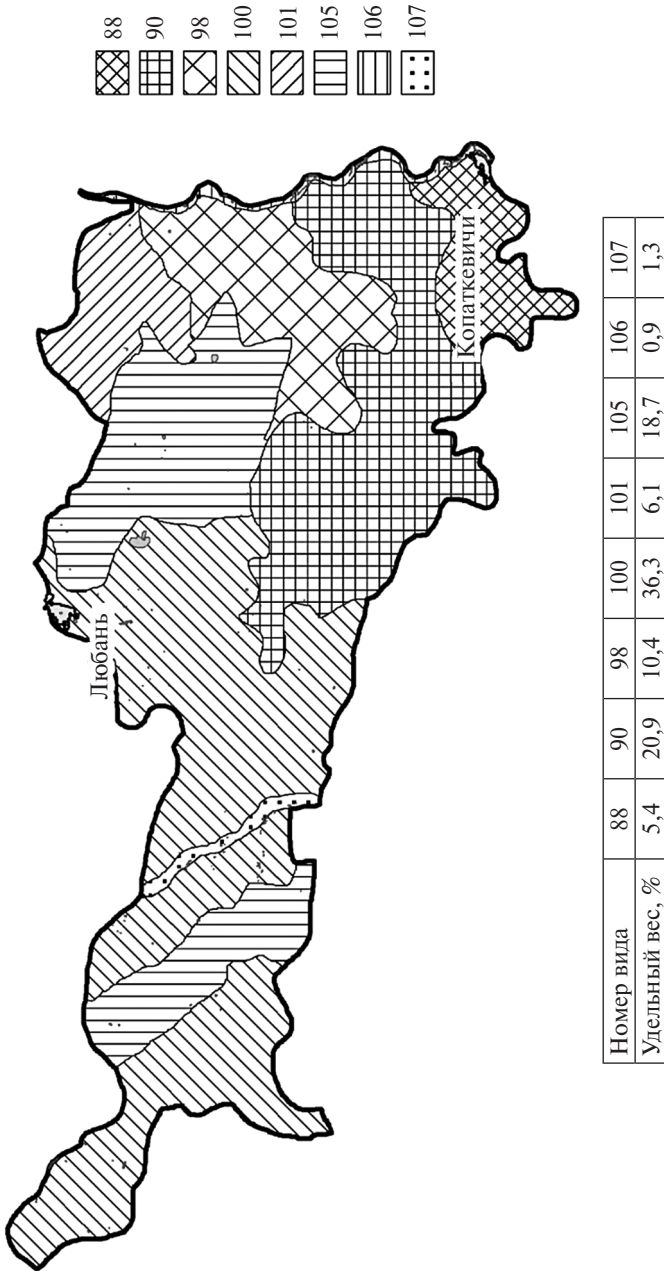 88
90
98
100
101
105
106
107
Любань
Копаткевичи
Номер вида 88 90 98 100 101 105 106 107
Удельный вес, % 5,4 20,9 10,4 36,3 6,1 18,7 0,9 1,3